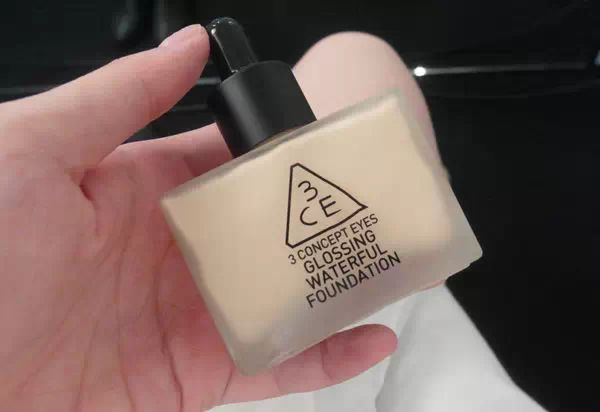 3
CE
3 CONCEPT EYES
GLOSSING
WATERFUL
FOUNDATION